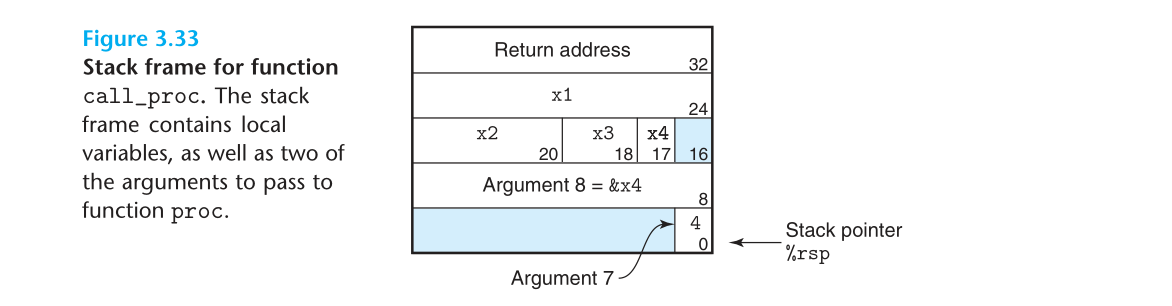 Figure 3.33
Stack frame for function
call_proc. The stack
frame contains local
variables, as well as two of
the arguments to pass to
function proc.
Return address
32
x1
24
x2
20
x3
18
x4
17
16
Argument 8 = &x4
8
4
0
Stack pointer
%rsp
Argument 7